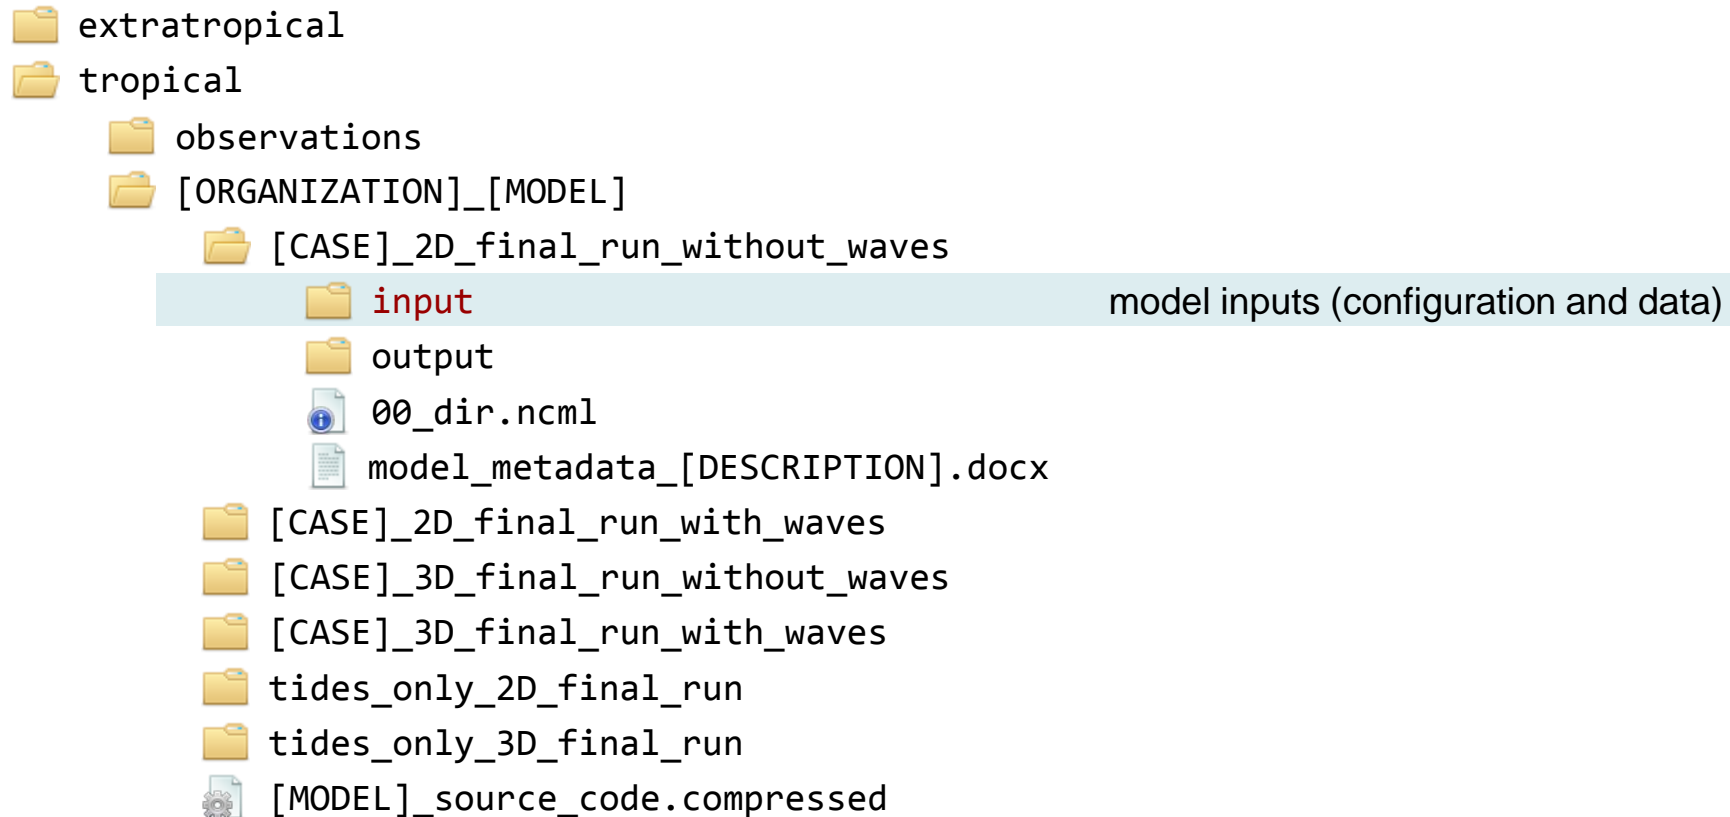 extratropical
tropical
observations
[ORGANIZATION]_[MODEL]
[CASE]_2D_final_run_without_waves
input model inputs (configuration and data)
output
00_dir.ncml
model_metadata_[DESCRIPTION].docx
[CASE]_2D_final_run_with_waves
[CASE]_3D_final_run_without_waves
[CASE]_3D_final_run_with_waves
tides_only_2D_final_run
tides_only_3D_final_run
[MODEL]_source_code.compressed